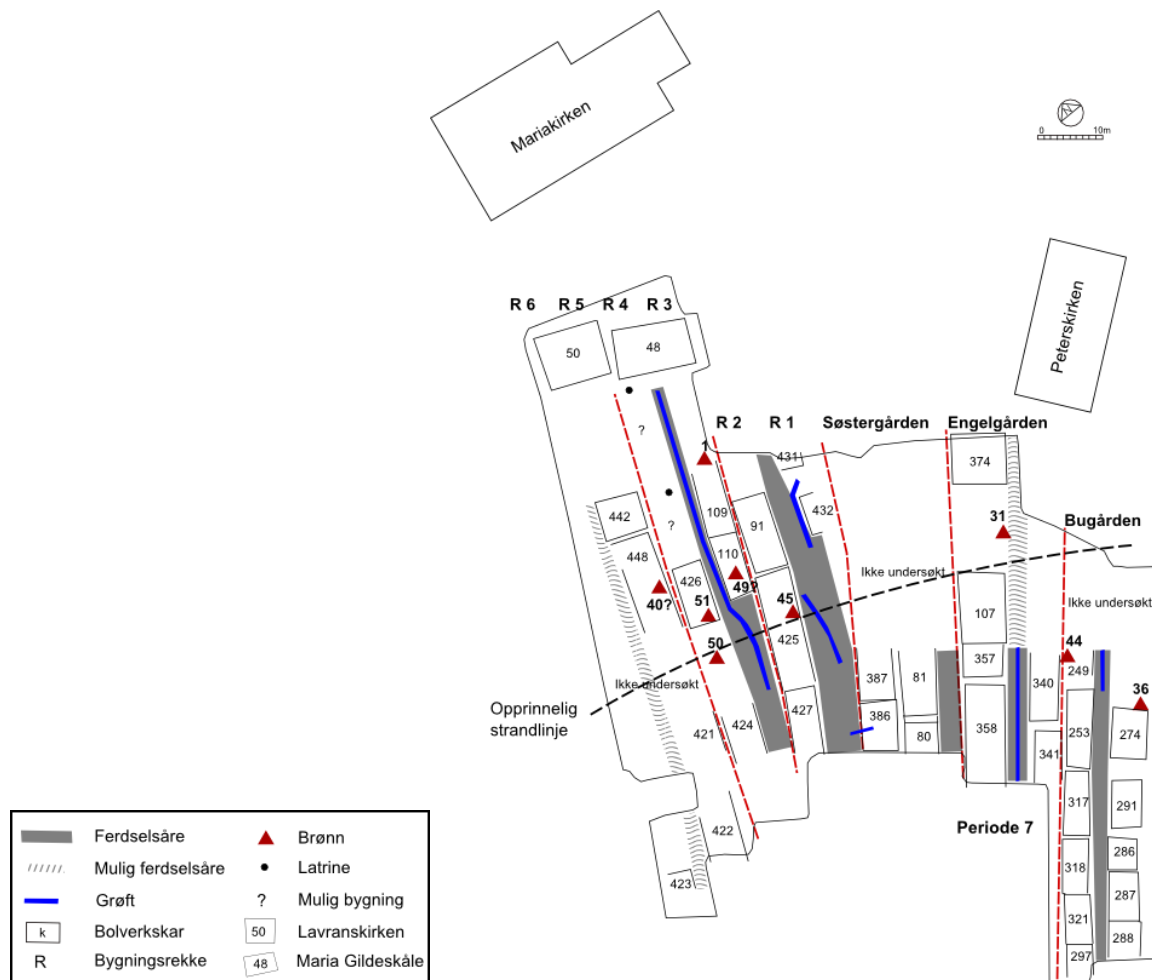 Mariakirken
0 10m
Peterskirken
R 6 R 5 R 4 R 3
50
48
R 2 R 1 Søstergården Engelgården
?
1
431
374
442
109
91
432
31
Bugården
?
448
110
Ikke undersøkt
426
49?
40?
51
45
107
Ikke undersøkt
425
50
357
44
Ikke undersøkt
387
81
340
249
36
Opprinnelig
strandlinje
427
386
421
424
80
358
253
274
341
317
291
Periode 7
422
286
318
423
287
321
288
297
Ferdselsåre
Brønn
Mulig ferdselsåre
Latrine
Grøft
? Mulig bygning
k Bolverkskar
50 Lavranskirken
R Bygningsrekke
48 Maria Gildeskåle